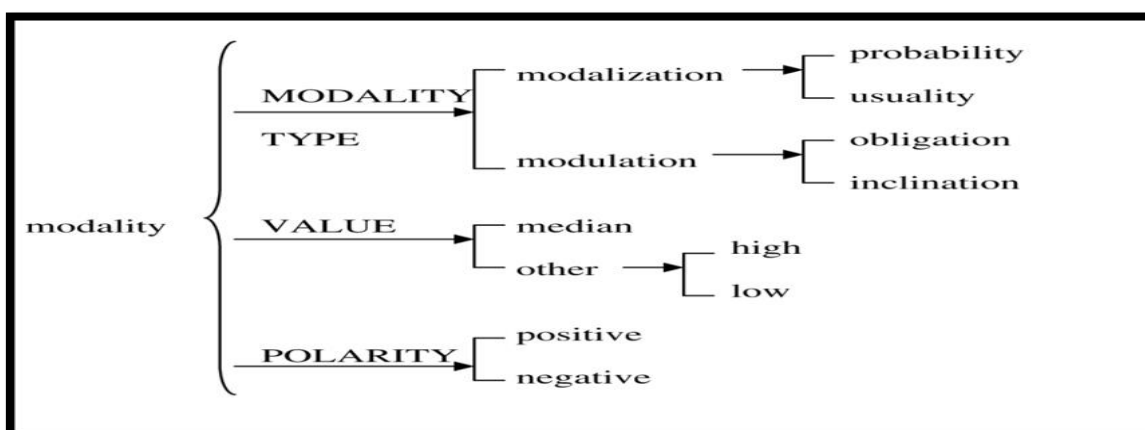 modality
MODALITY
TYPE
modalization
probability
usuality
modulation
obligation
inclination
VALUE
median
other
high
low
POLARITY
positive
negative